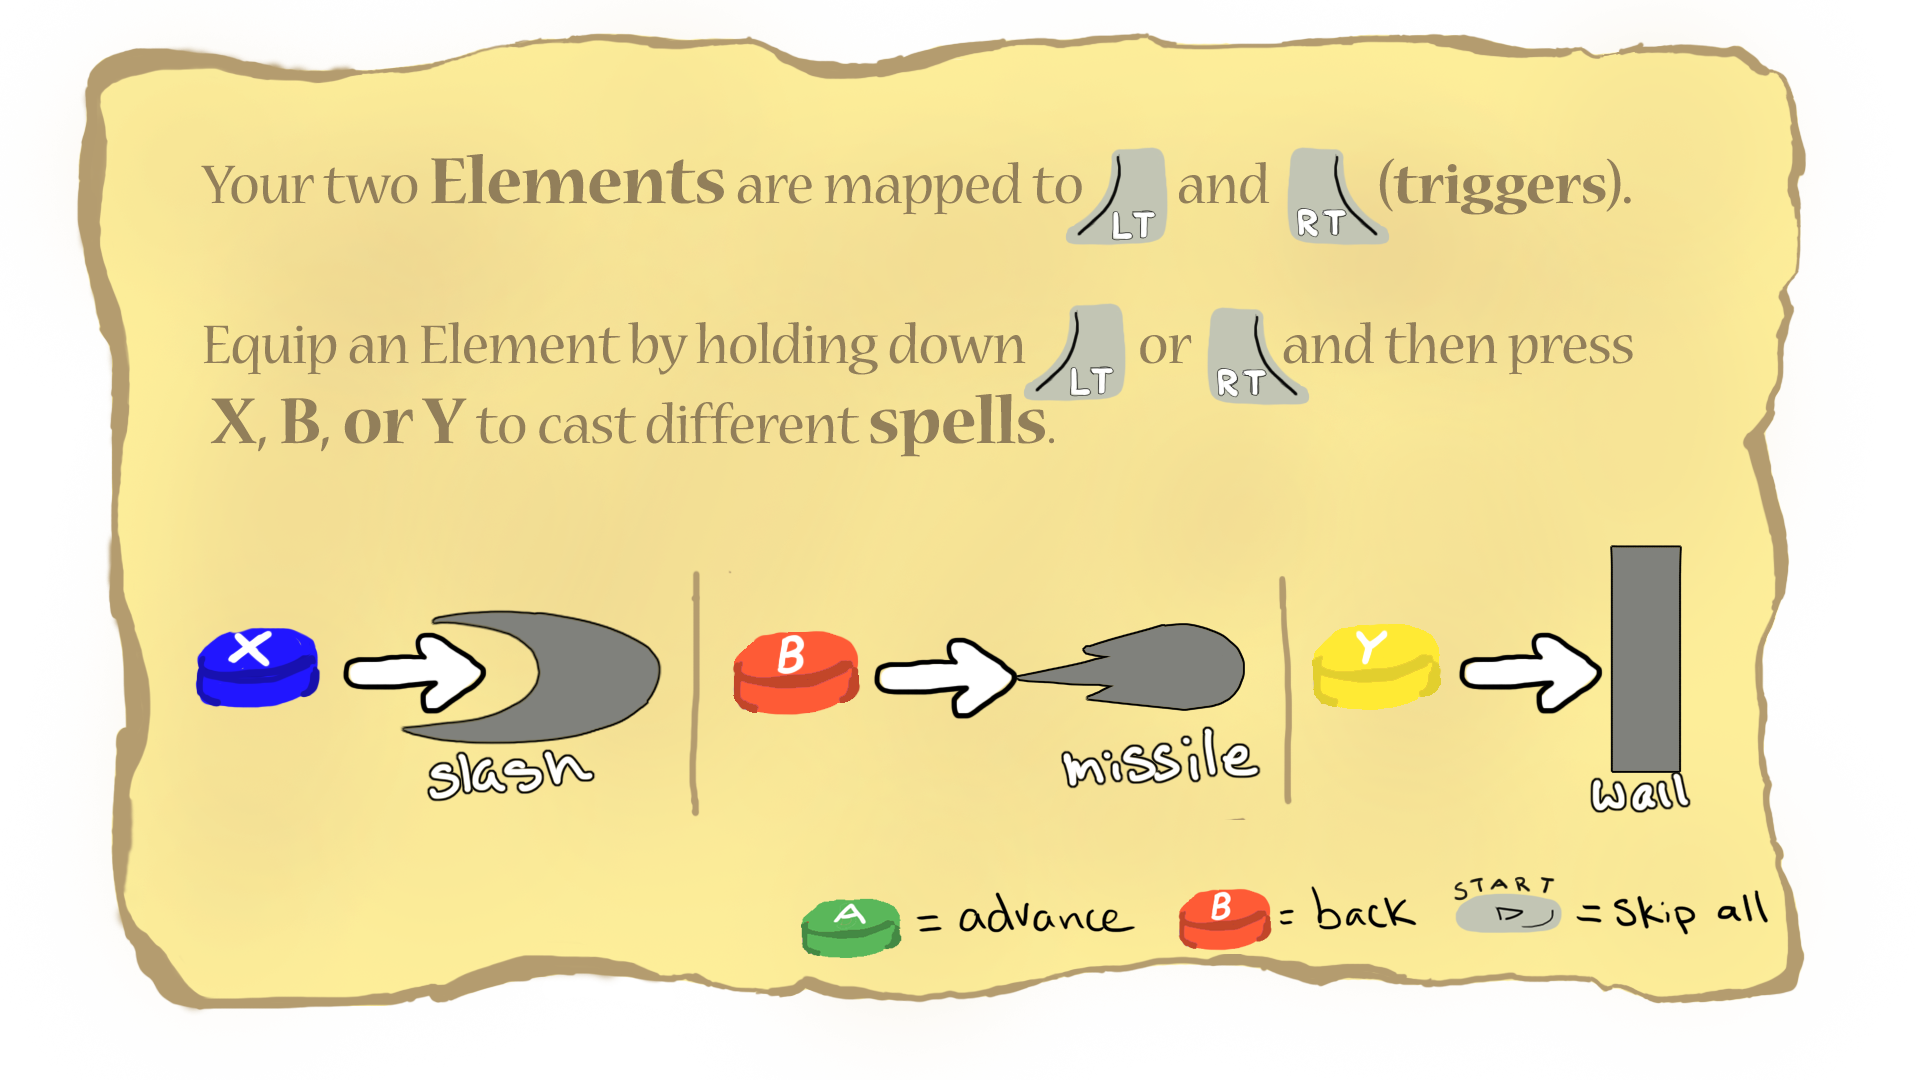 Your two Elements are mapped to LT and RT (triggers).
Equip an Element by holding down LT or RT and then press
X, B, or Y to cast different spells.
X B Y
slash missile wall
START
A = advance B = back = skip all